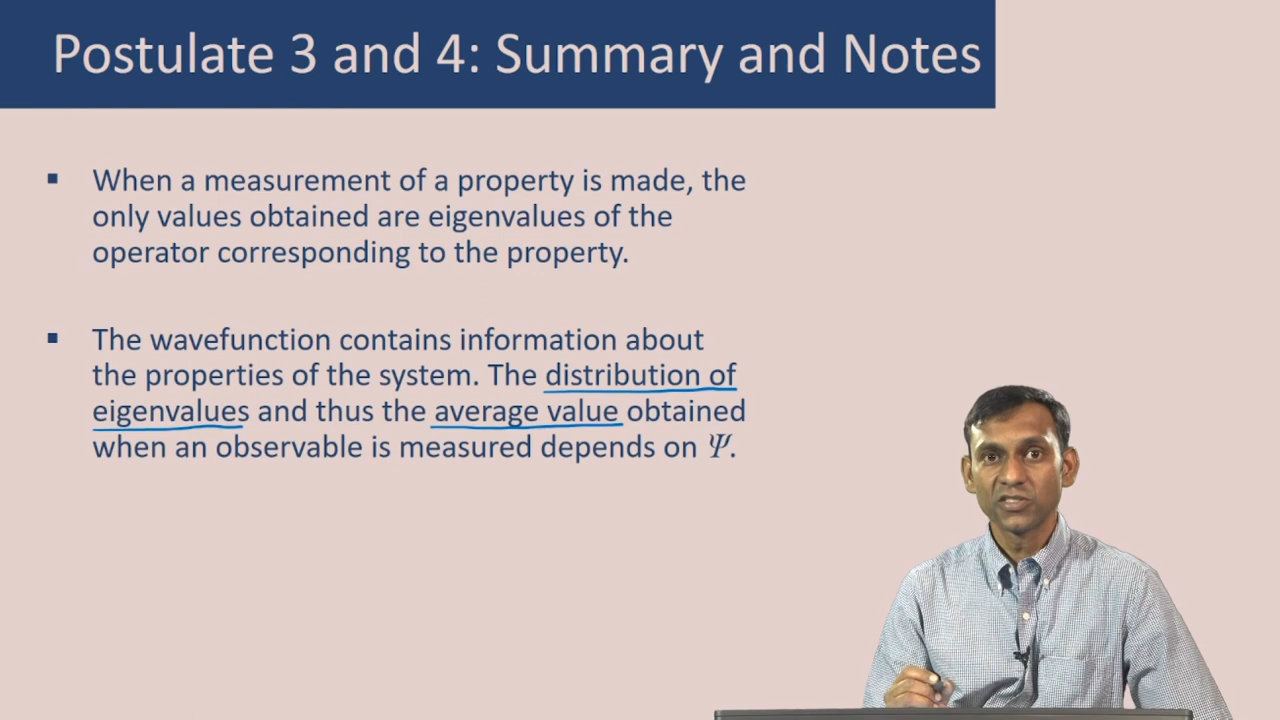 Postulate 3 and 4: Summary and Notes
▪ When a measurement of a property is made, the
only values obtained are eigenvalues of the
operator corresponding to the property.
▪ The wavefunction contains information about
the properties of the system. The distribution of
eigenvalues and thus the average value obtained
when an observable is measured depends on Ψ.